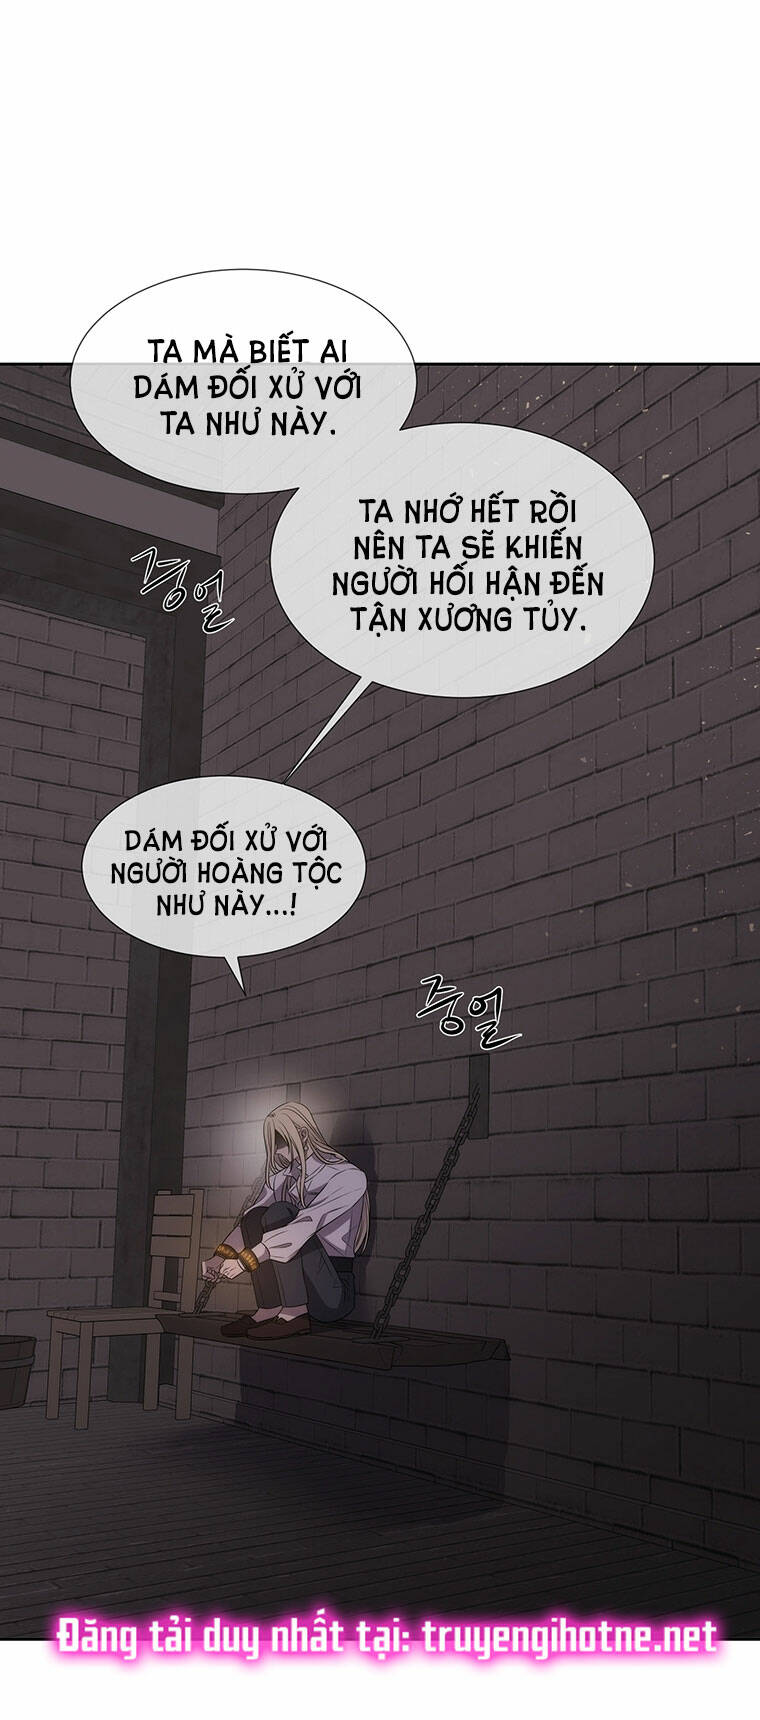 TA MÀ BIẾT AI
DÁM ĐỐI XỬ VỚI
TA NHƯ NÀY.
TA NHỚ HẾT RỒI
NÊN TA SẼ KHIẾN
NGƯỜI HỐI HẬN ĐẾN
TẬN XƯƠNG TỦY.
중얼
DÁM ĐỐI XỬ VỚI
NGƯỜI HOÀNG TỘC
NHƯ NÀY...!
중얼
Đăng tải duy nhất tại: truyengihotne.net